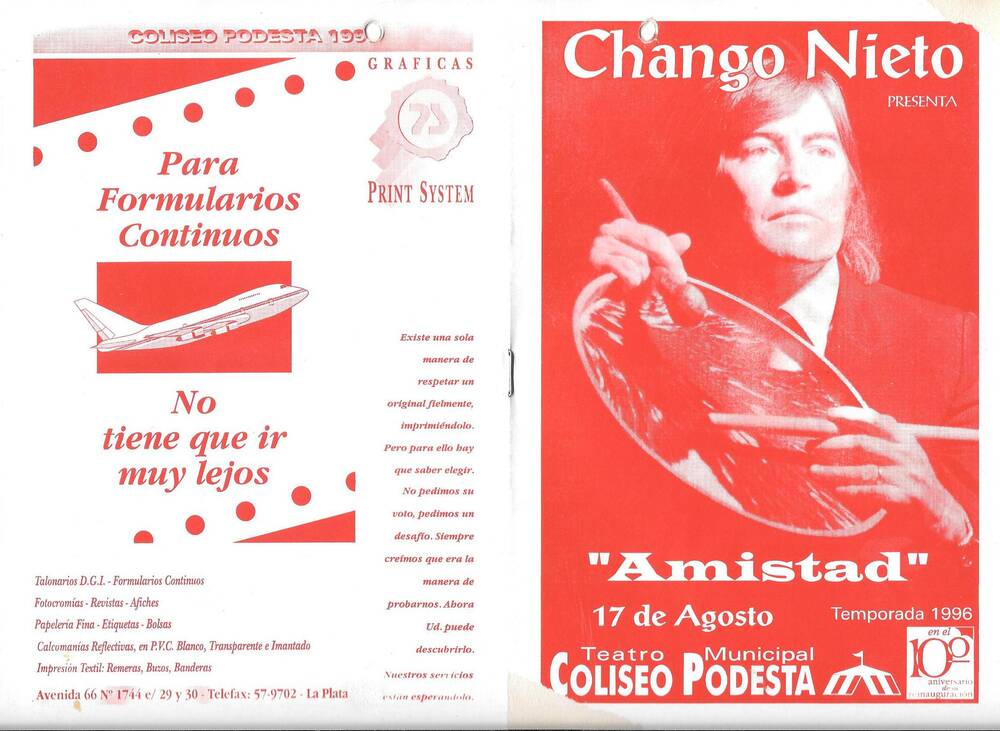 COLISEO PODESTA 199
GRAFICAS
PRINT SYSTEM
Para
Formularios
Continuos
No
tiene que ir
muy lejos
Existe una sola
manera de
respetar un
original fielmente,
imprimiéndolo.
Pero para ello hay
que saber elegir.
No pedimos su
voto, pedimos un
desafío. Siempre
creímos que era la
manera de
probarnos. Ahora
Ud. puede
descubrirlo.
Nuestros servicios
están esperandolo.
Talonarios D.G.I. - Formularios Continuos
Fotocromías - Revistas - Afiches
Papelería Fina - Etiquetas - Bolsas
Calcomanías Reflectivas, en P.V.C. Blanco, Transparente e Imantado
Impresión Textil: Remeras, Buzos, Banderas
Avenida 66 Nº 1744 c/ 29 y 30 - Telefax: 57-9702 - La Plata
Chango Nieto
PRESENTA
"Amistad"
17 de Agosto
Temporada 1996
Teatro Municipal
COLISEO PODESTA
en el
10º
aniversario
de su
reinauguración